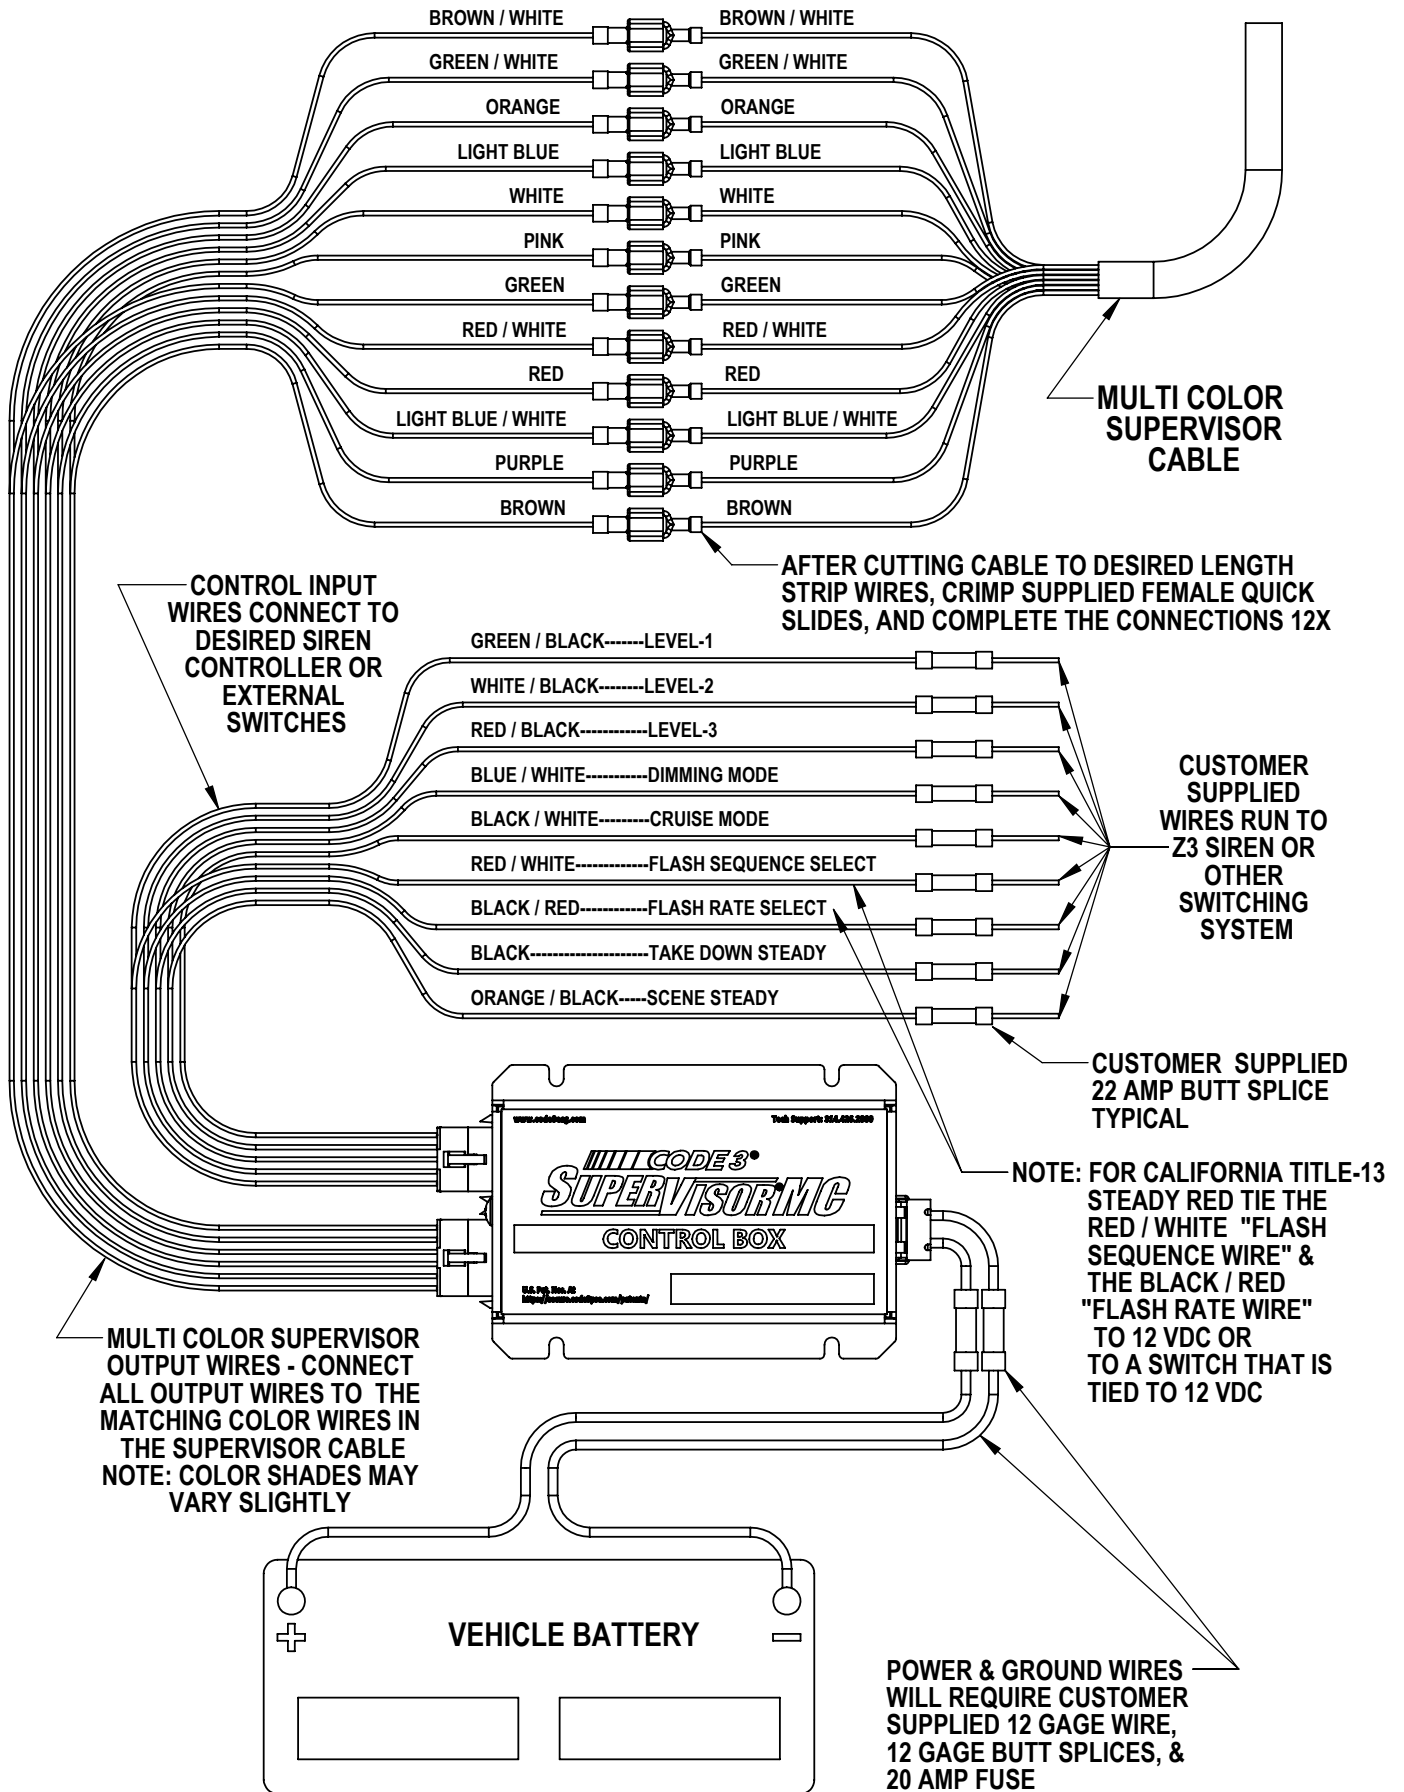 BROWN / WHITE
BROWN / WHITE
GREEN / WHITE
GREEN / WHITE
ORANGE
ORANGE
LIGHT BLUE
LIGHT BLUE
WHITE
WHITE
PINK
PINK
GREEN
GREEN
RED / WHITE
RED / WHITE
RED
RED
LIGHT BLUE / WHITE
LIGHT BLUE / WHITE
PURPLE
PURPLE
BROWN
BROWN
MULTI COLOR
SUPERVISOR
CABLE
AFTER CUTTING CABLE TO DESIRED LENGTH
STRIP WIRES, CRIMP SUPPLIED FEMALE QUICK
SLIDES, AND COMPLETE THE CONNECTIONS 12X
CONTROL INPUT
WIRES CONNECT TO
DESIRED SIREN
CONTROLLER OR
EXTERNAL
SWITCHES
GREEN / BLACK-------LEVEL-1
WHITE / BLACK--------LEVEL-2
RED / BLACK------------LEVEL-3
BLUE / WHITE-----------DIMMING MODE
BLACK / WHITE---------CRUISE MODE
RED / WHITE-------------FLASH SEQUENCE SELECT
BLACK / RED------------FLASH RATE SELECT
BLACK---------------------TAKE DOWN STEADY
ORANGE / BLACK-----SCENE STEADY
CUSTOMER
SUPPLIED
WIRES RUN TO
Z3 SIREN OR
OTHER
SWITCHING
SYSTEM
CUSTOMER SUPPLIED
22 AMP BUTT SPLICE
TYPICAL
NOTE: FOR CALIFORNIA TITLE-13
STEADY RED TIE THE
RED / WHITE "FLASH
SEQUENCE WIRE" &
THE BLACK / RED
"FLASH RATE WIRE"
TO 12 VDC OR
TO A SWITCH THAT IS
TIED TO 12 VDC
Tech Support:
CODE 3®
SUPERVISOR MC
CONTROL BOX
MULTI COLOR SUPERVISOR
OUTPUT WIRES - CONNECT
ALL OUTPUT WIRES TO THE
MATCHING COLOR WIRES IN
THE SUPERVISOR CABLE
NOTE: COLOR SHADES MAY
VARY SLIGHTLY
VEHICLE BATTERY
POWER & GROUND WIRES
WILL REQUIRE CUSTOMER
SUPPLIED 12 GAGE WIRE,
12 GAGE BUTT SPLICES, &
20 AMP FUSE